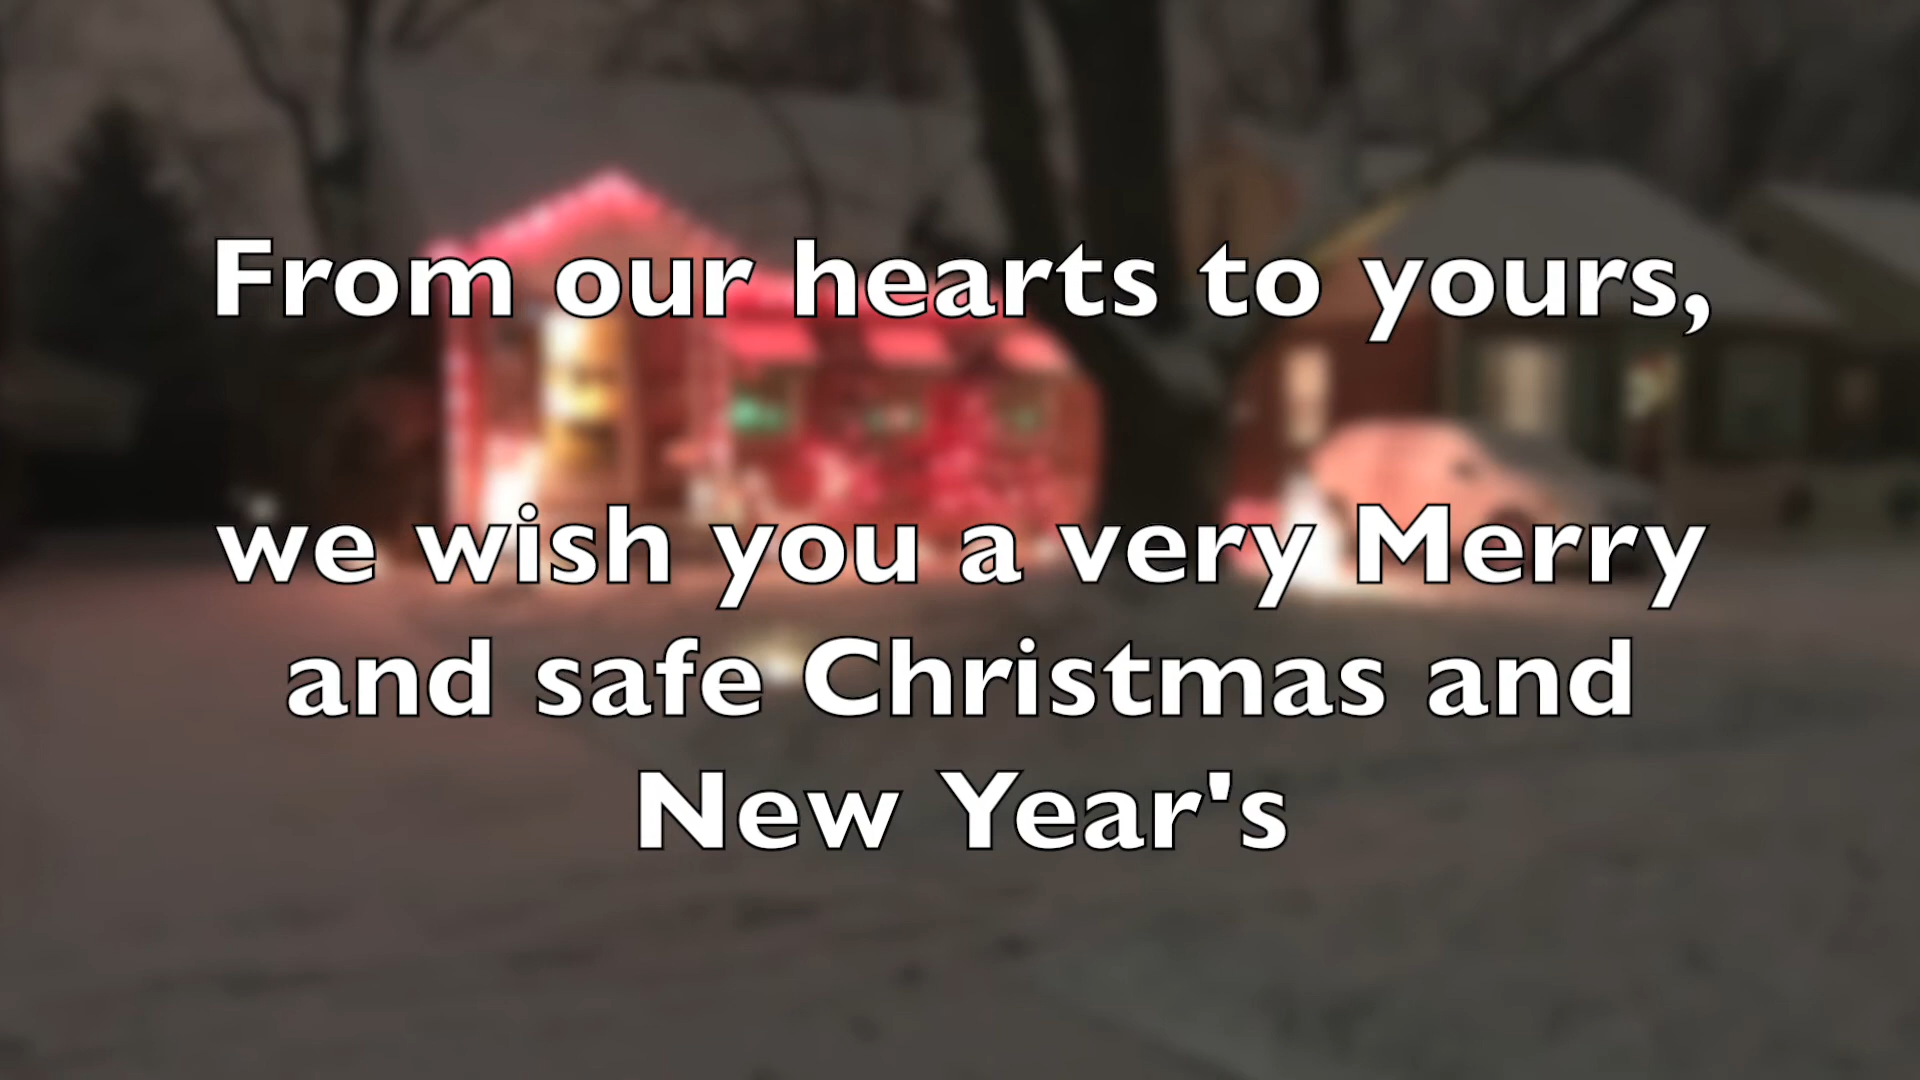 From our hearts to yours,
we wish you a very Merry
and safe Christmas and
New Year's